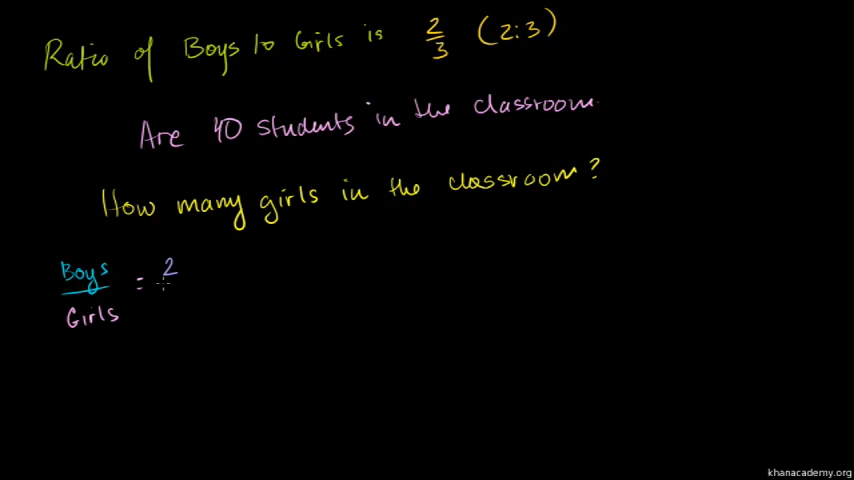 Ratio of Boys to Girls is 2/3 (2:3)
Are 40 students in the classroom.
How many girls in the classroom?
Boys/Girls = 2
khanacademy.org